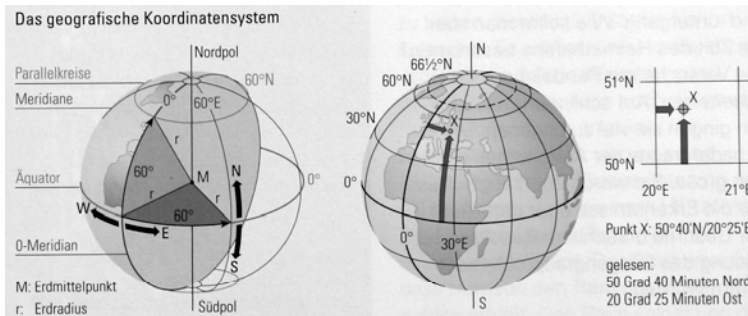 Das geografische Koordinatensystem
Nordpol
Parallelkreise
Meridiane
Äquator
0-Meridian
M: Erdmittelpunkt
r: Erdradius
0°
60°E
60°N
r
60°
r
M
r
60°
N
0°
W
E
S
Südpol
N
66½°N
60°N
30°N
X
0°
0°
30°E
S
51°N
X
50°N
20°E
21°E
Punkt X: 50°40'N/20°25'E
gelesen:
50 Grad 40 Minuten Nord
20 Grad 25 Minuten Ost